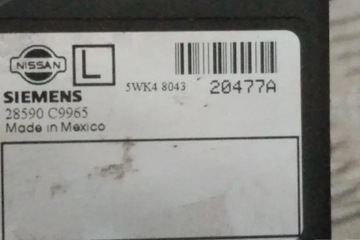 NISSAN L
SIEMENS 5WK4 8043 20477A
28590 C9965
Made in Mexico